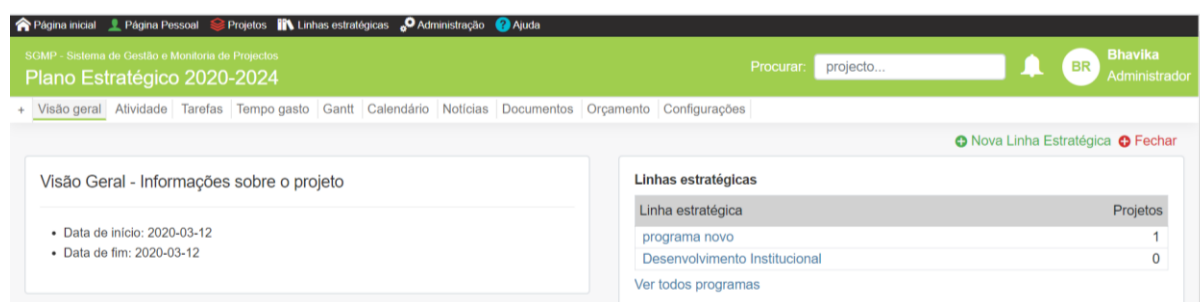 Página inicial Página Pessoal Projetos Linhas estratégicas Administração Ajuda
SGMP - Sistema de Gestão e Monitoria de Projectos
Plano Estratégico 2020-2024
Procurar: projecto...
BR
Bhavika
Administrador
+ Visão geral Atividade Tarefas Tempo gasto Gantt Calendário Notícias Documentos Orçamento Configurações
Nova Linha Estratégica Fechar
Visão Geral - Informações sobre o projeto
• Data de início: 2020-03-12
• Data de fim: 2020-03-12
Linhas estratégicas
Linha estratégica Projetos
programa novo 1
Desenvolvimento Institucional 0
Ver todos programas